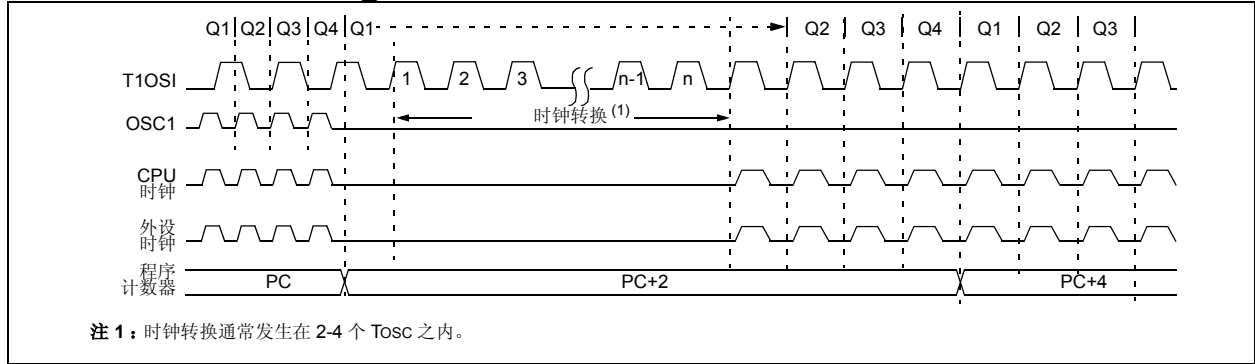 Q1 Q2 Q3 Q4 Q1 Q2 Q3 Q4 Q1 Q2 Q3
T1OSI 1 2 3 n-1 n
OSC1 时钟转换 (1)
CPU
时钟
外设
时钟
程序
计数器 PC PC+2 PC+4
注 1：时钟转换通常发生在 2-4 个 TOSC 之内。